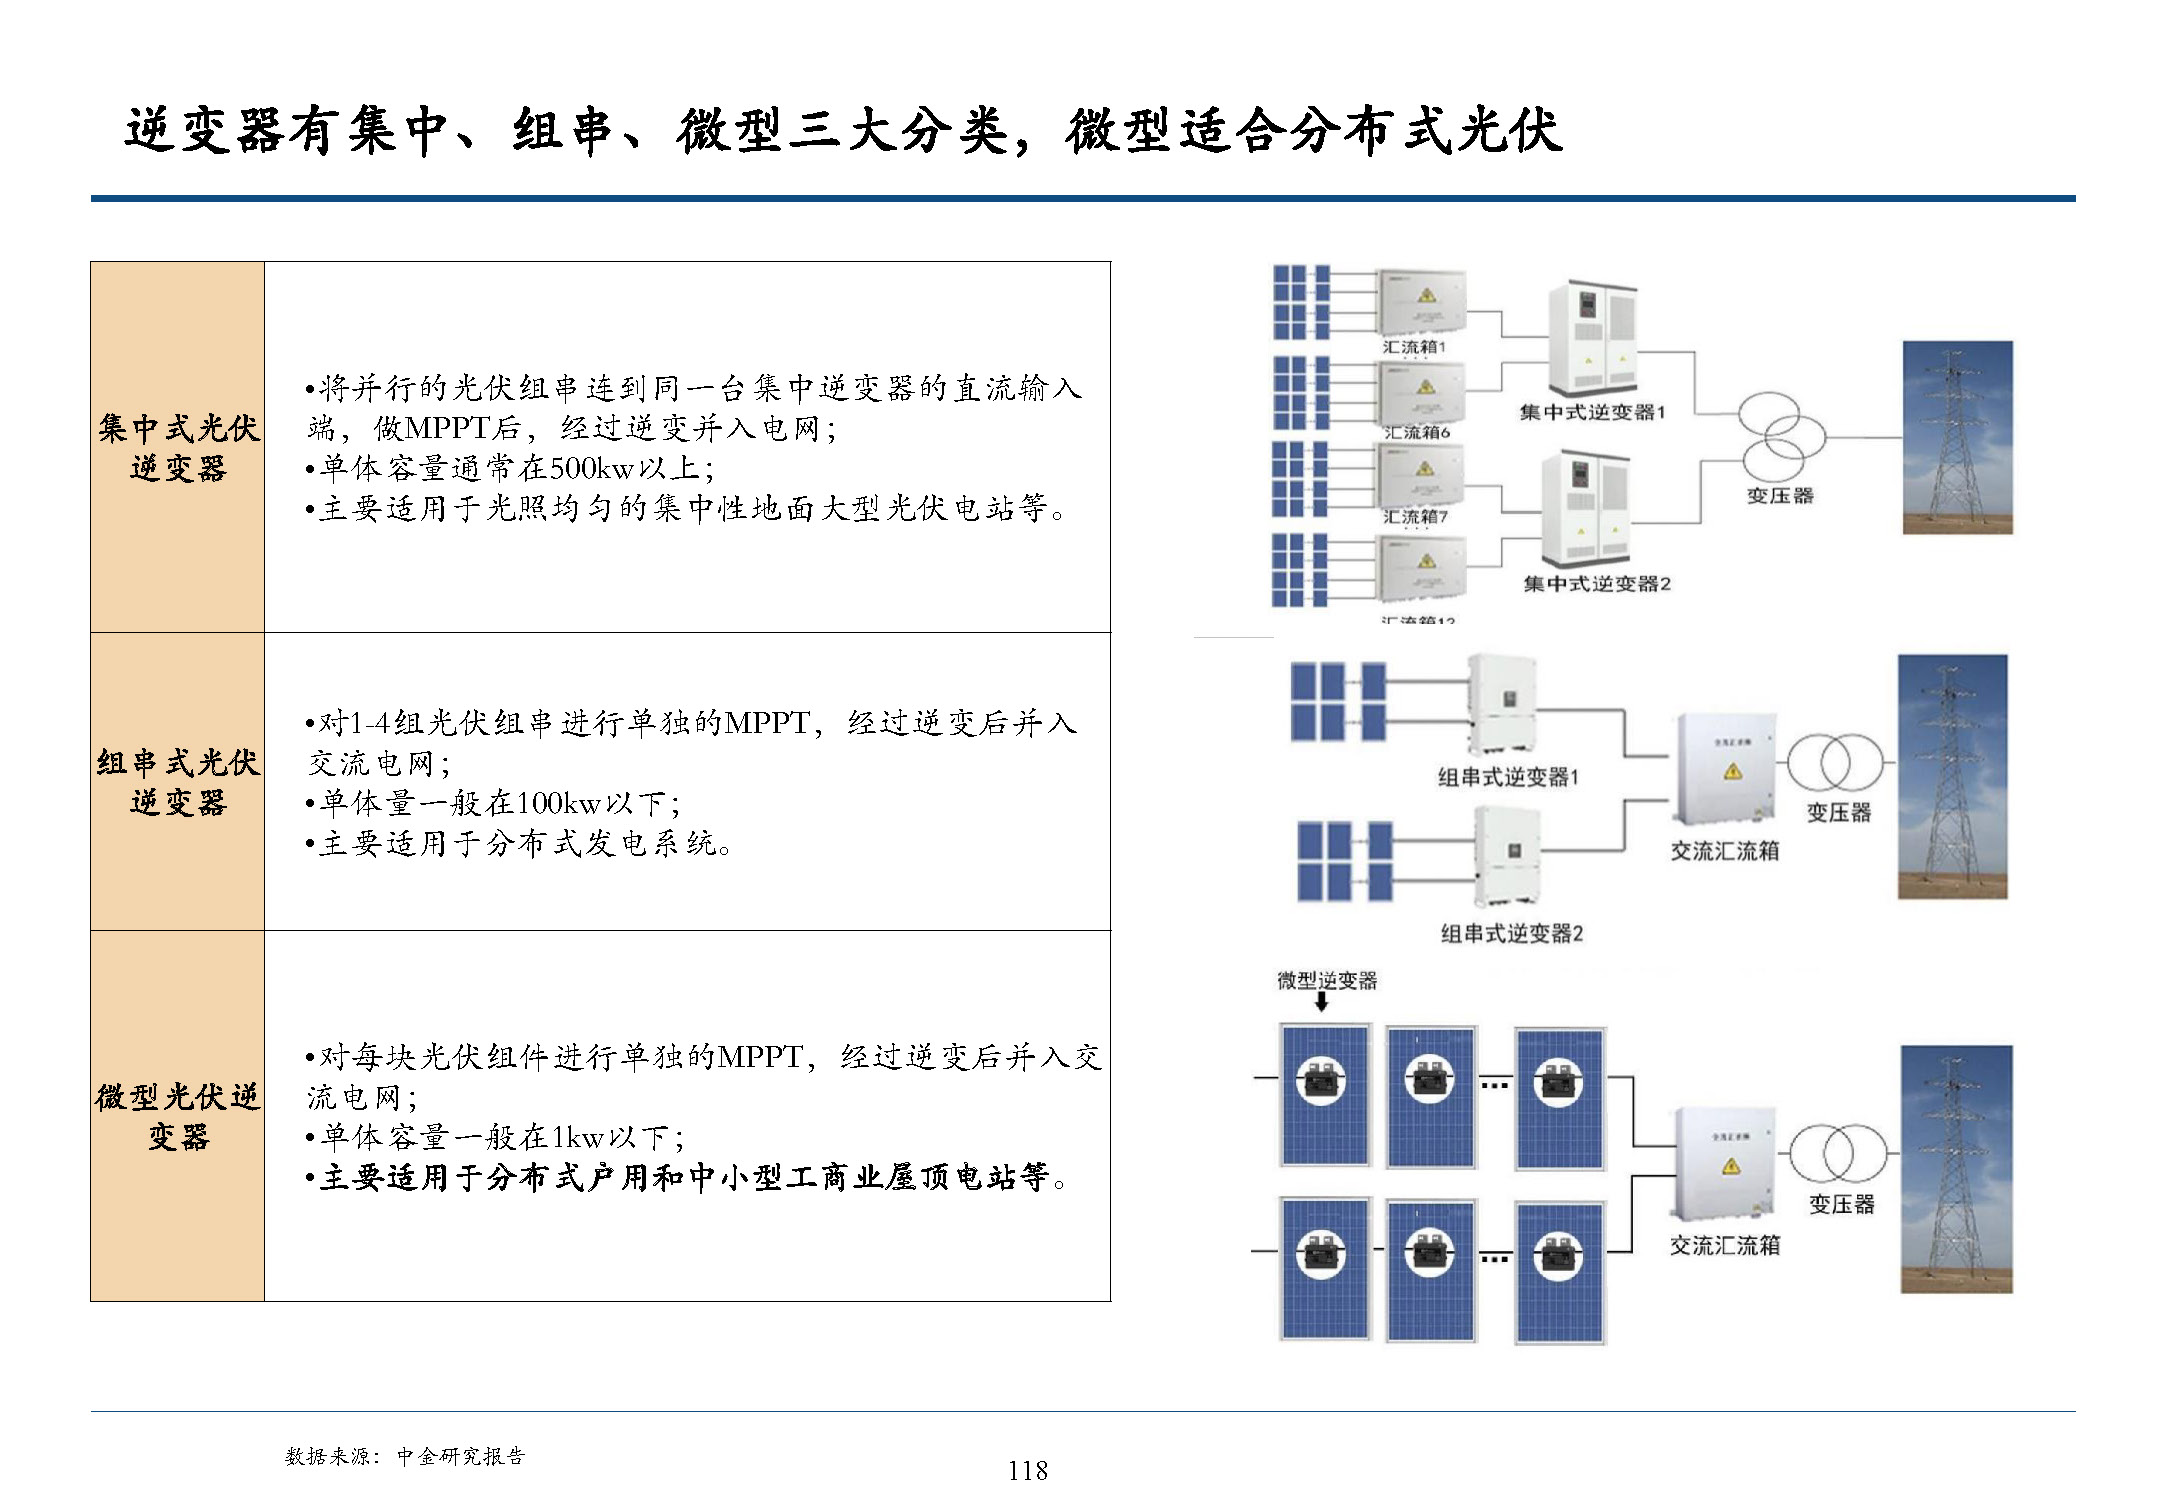 逆变器有集中、组串、微型三大分类，微型适合分布式光伏
集中式光伏
逆变器
•将并行的光伏组串连到同一台集中逆变器的直流输入
端，做MPPT后，经过逆变并入电网；
•单体容量通常在500kw以上；
•主要适用于光照均匀的集中性地面大型光伏电站等。
组串式光伏
逆变器
•对1-4组光伏组串进行单独的MPPT，经过逆变后并入
交流电网；
•单体量一般在100kw以下；
•主要适用于分布式发电系统。
微型光伏逆
变器
•对每块光伏组件进行单独的MPPT，经过逆变后并入交
流电网；
•单体容量一般在1kw以下；
•主要适用于分布式户用和中小型工商业屋顶电站等。
汇流箱1
汇流箱6
汇流箱7
汇流箱12
集中式逆变器1
集中式逆变器2
变压器
组串式逆变器1
组串式逆变器2
交流汇流箱
变压器
微型逆变器
交流汇流箱
变压器
数据来源：中金研究报告
118